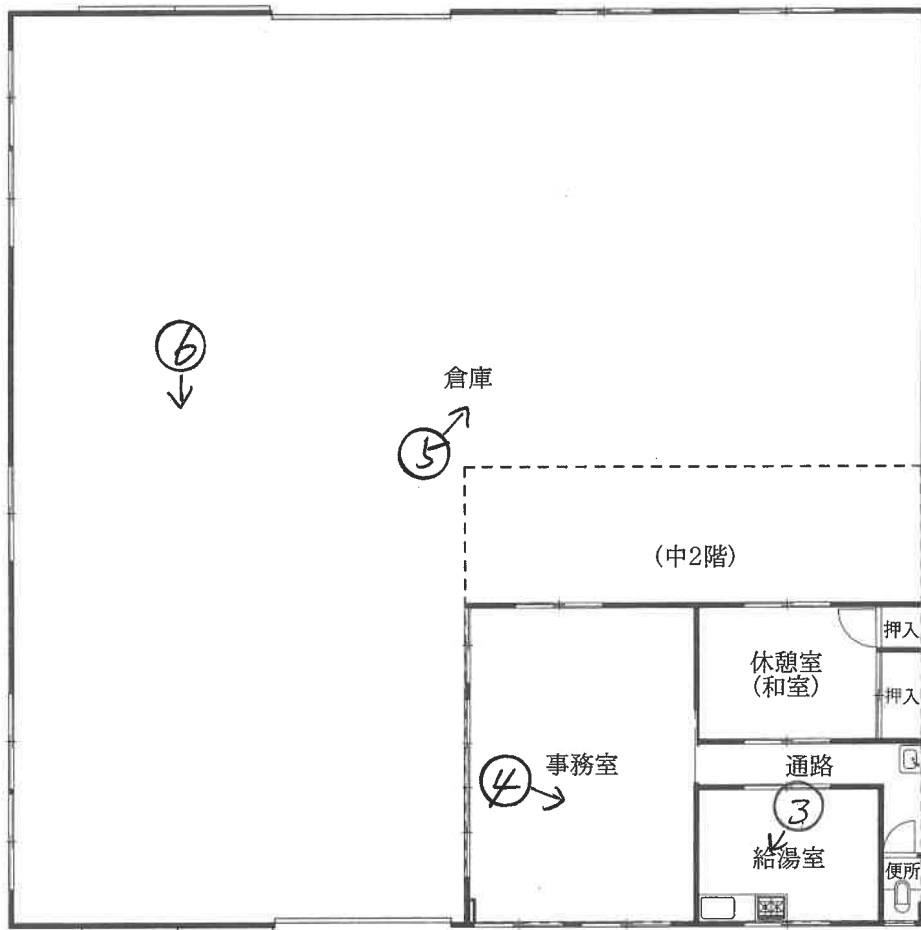 ⑥
倉庫
⑤
(中2階)
押入
休憩室
(和室)
押入
事務室
通路
④
③
給湯室
便所